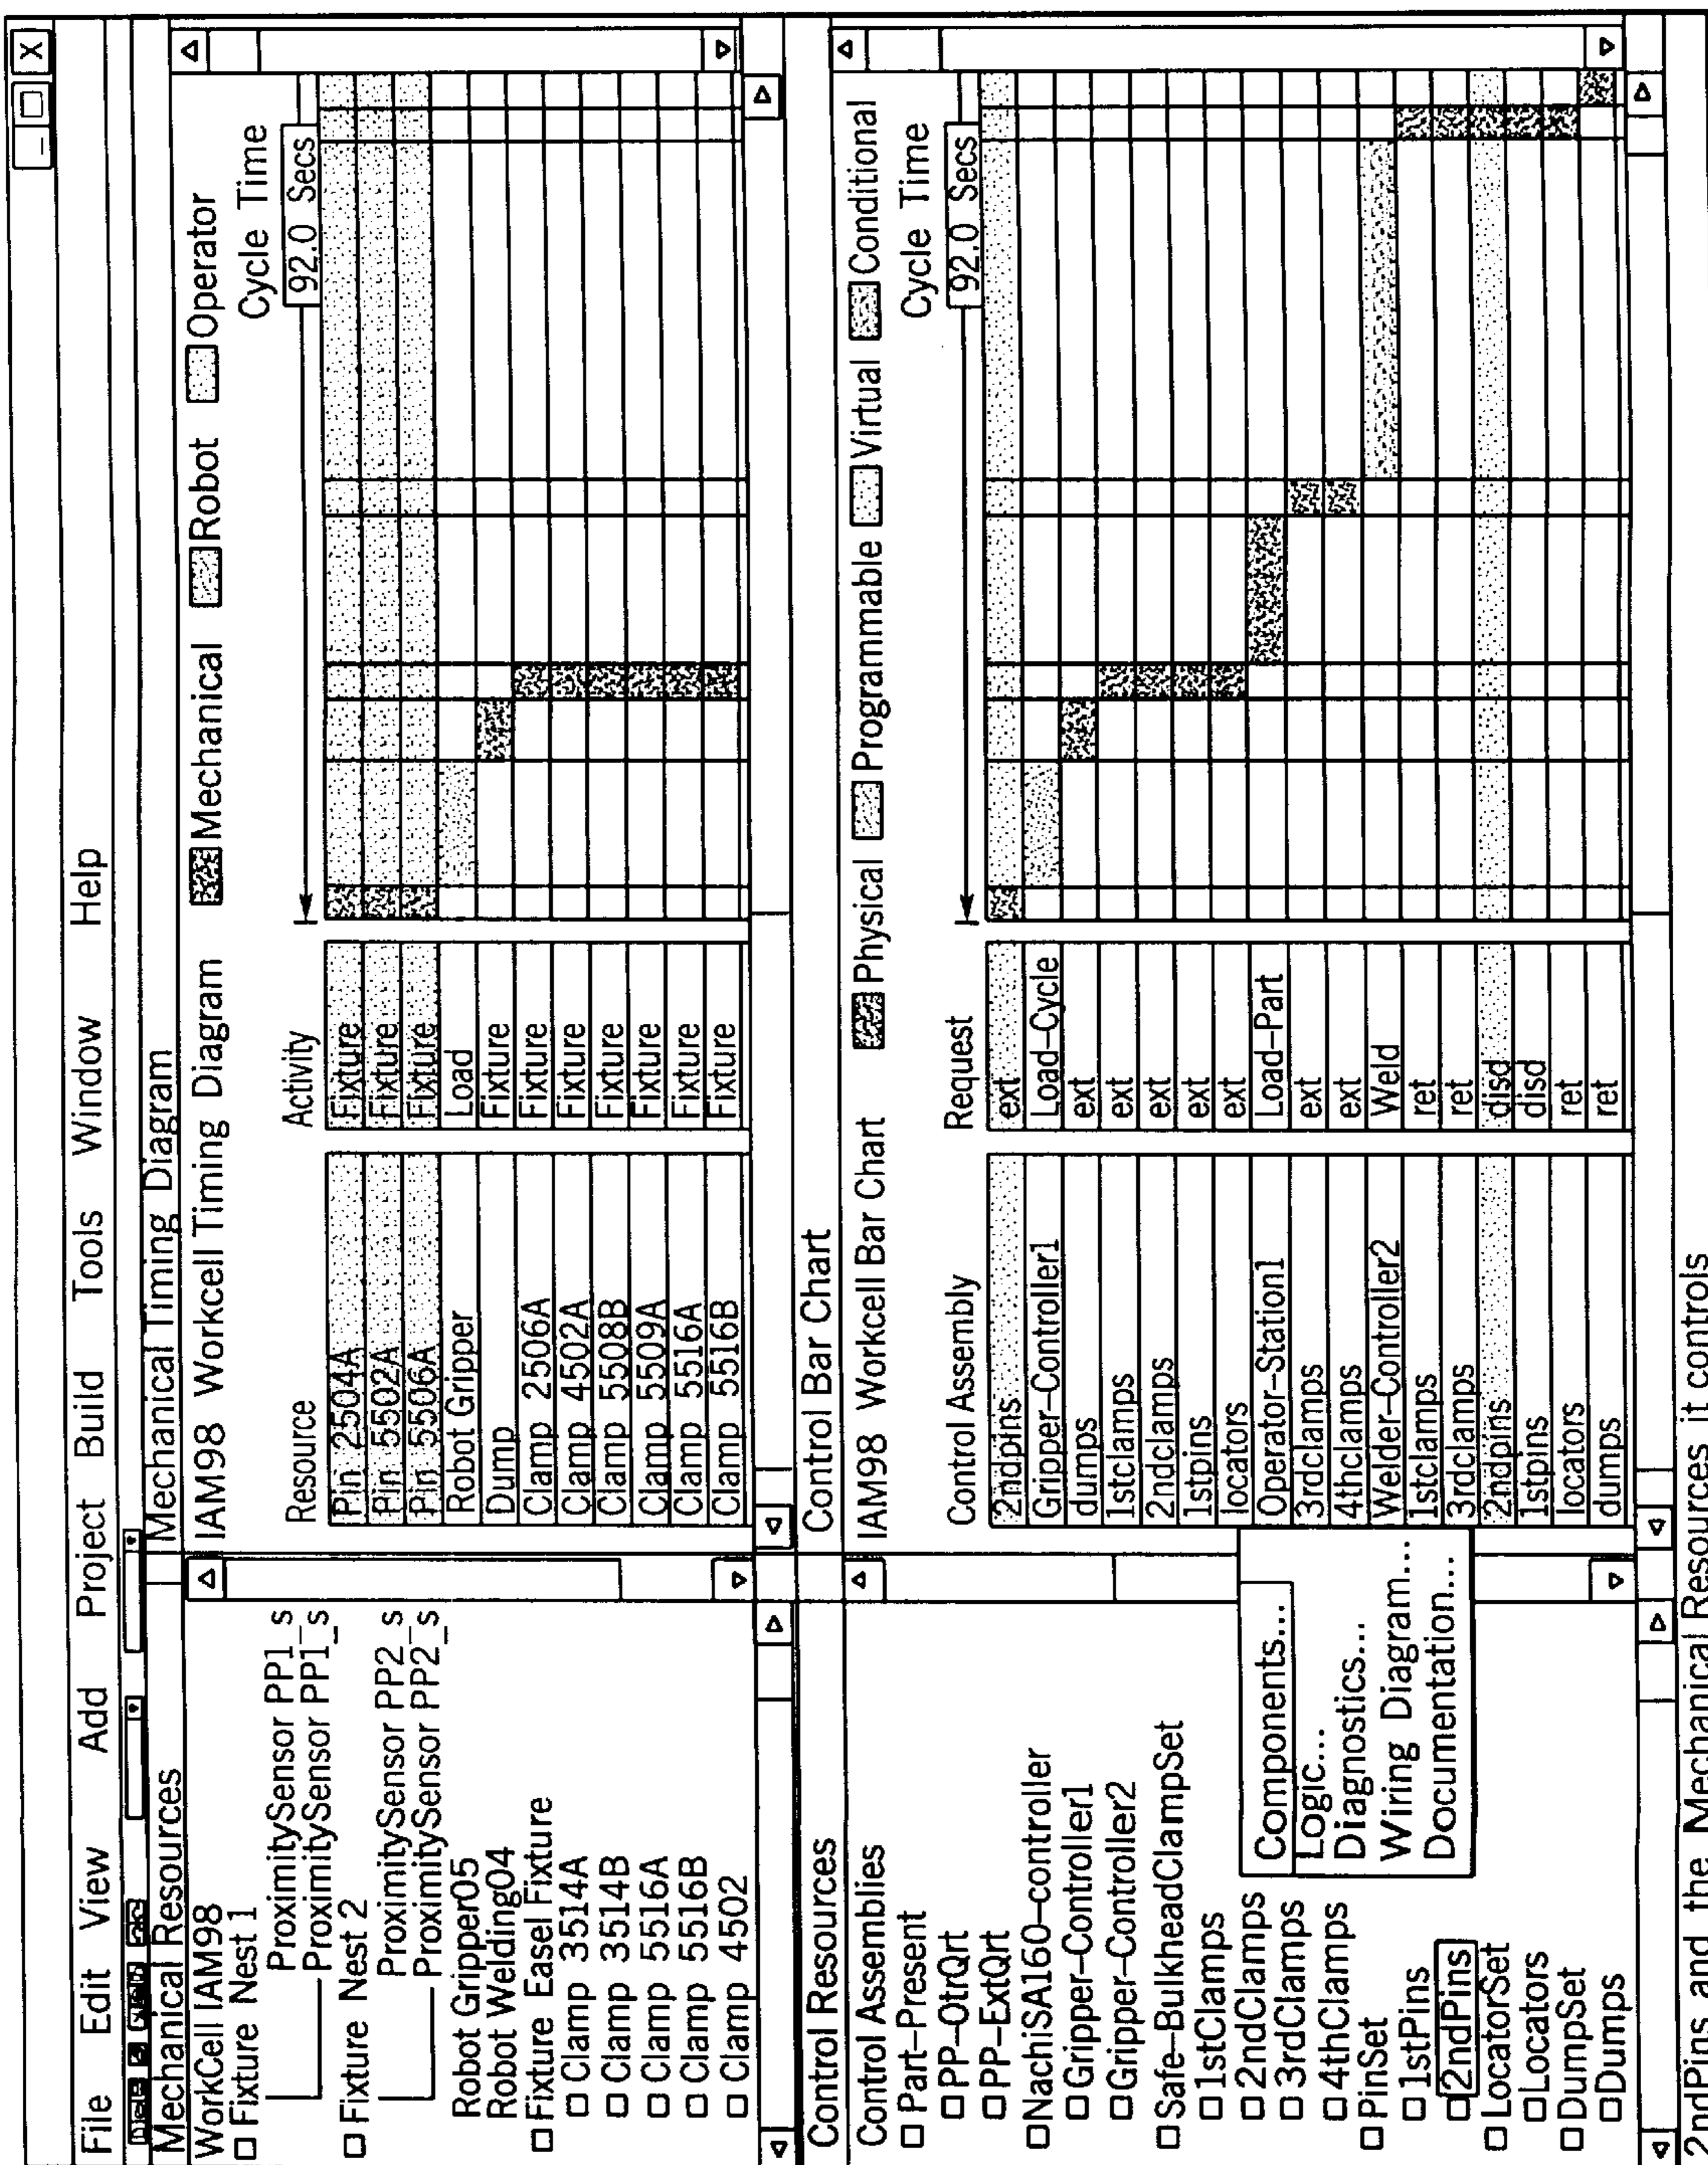 File Edit View Add Project Build Tools Window Help
Mechanical Resources
WorkCell IAM98
Fixture Nest 1
ProximitySensor PP1_s
ProximitySensor PP1_s
Fixture Nest 2
ProximitySensor PP2_s
ProximitySensor PP2_s
Robot Gripper05
Robot Welding04
Fixture Easel Fixture
Clamp 3514A
Clamp 3514B
Clamp 5516A
Clamp 5516B
Clamp 4502
Mechanical Timing Diagram
IAM98 Workcell Timing Diagram Mechanical Robot Operator
Resource Activity Cycle Time
92.0 Secs
Pin 2504A Fixture
Pin 5502A Fixture
Pin 5506A Fixture
Robot Gripper Load
Dump Fixture
Clamp 2506A Fixture
Clamp 4502A Fixture
Clamp 5508B Fixture
Clamp 5509A Fixture
Clamp 5516A Fixture
Clamp 5516B Fixture
Control Resources
Control Assemblies
Part-Present
PP-OtrQrt
PP-ExtQrt
NachiSA160-controller
Gripper-Controller1
Gripper-Controller2
Safe-BulkheadClampSet
1stClamps
2ndClamps
3rdClamps
4thClamps
PinSet
1stPins
2ndPins
LocatorSet
Locators
DumpSet
Dumps
Components...
Logic...
Diagnostics...
Wiring Diagram...
Documentation...
Control Bar Chart
IAM98 Workcell Bar Chart Physical Programmable Virtual Conditional
Control Assembly Request Cycle Time
92.0 Secs
2ndpins ext
Gripper-Controller1 Load-Cycle
dumps ext
1stclamps ext
2ndclamps ext
1stpins ext
locators ext
Operator-Station1 Load-Part
3rdclamps ext
4thclamps ext
Welder-Controller2 Weld
1stclamps ret
3rdclamps ret
2ndpins disd
1stpins disd
locators ret
dumps ret
2ndPins and the Mechanical Resources it controls